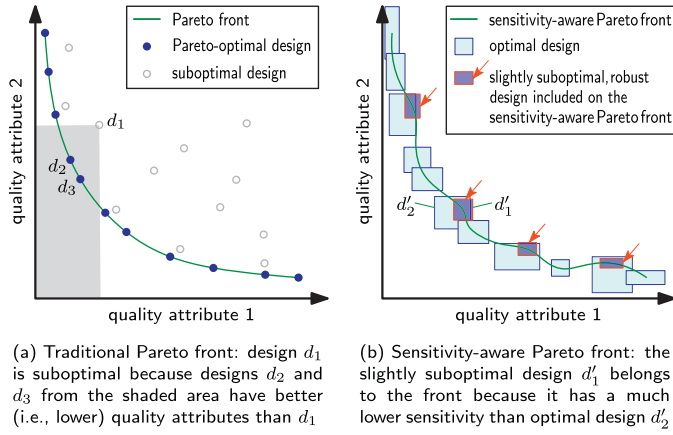 Pareto front
Pareto-optimal design
suboptimal design
quality attribute 2
d1
d2
d3
quality attribute 1
(a) Traditional Pareto front: design d1
is suboptimal because designs d2 and
d3 from the shaded area have better
(i.e., lower) quality attributes than d1
sensitivity-aware Pareto front
optimal design
slightly suboptimal, robust
design included on the
sensitivity-aware Pareto front
quality attribute 2
d′2
d′1
quality attribute 1
(b) Sensitivity-aware Pareto front: the
slightly suboptimal design d′1 belongs
to the front because it has a much
lower sensitivity than optimal design d′2